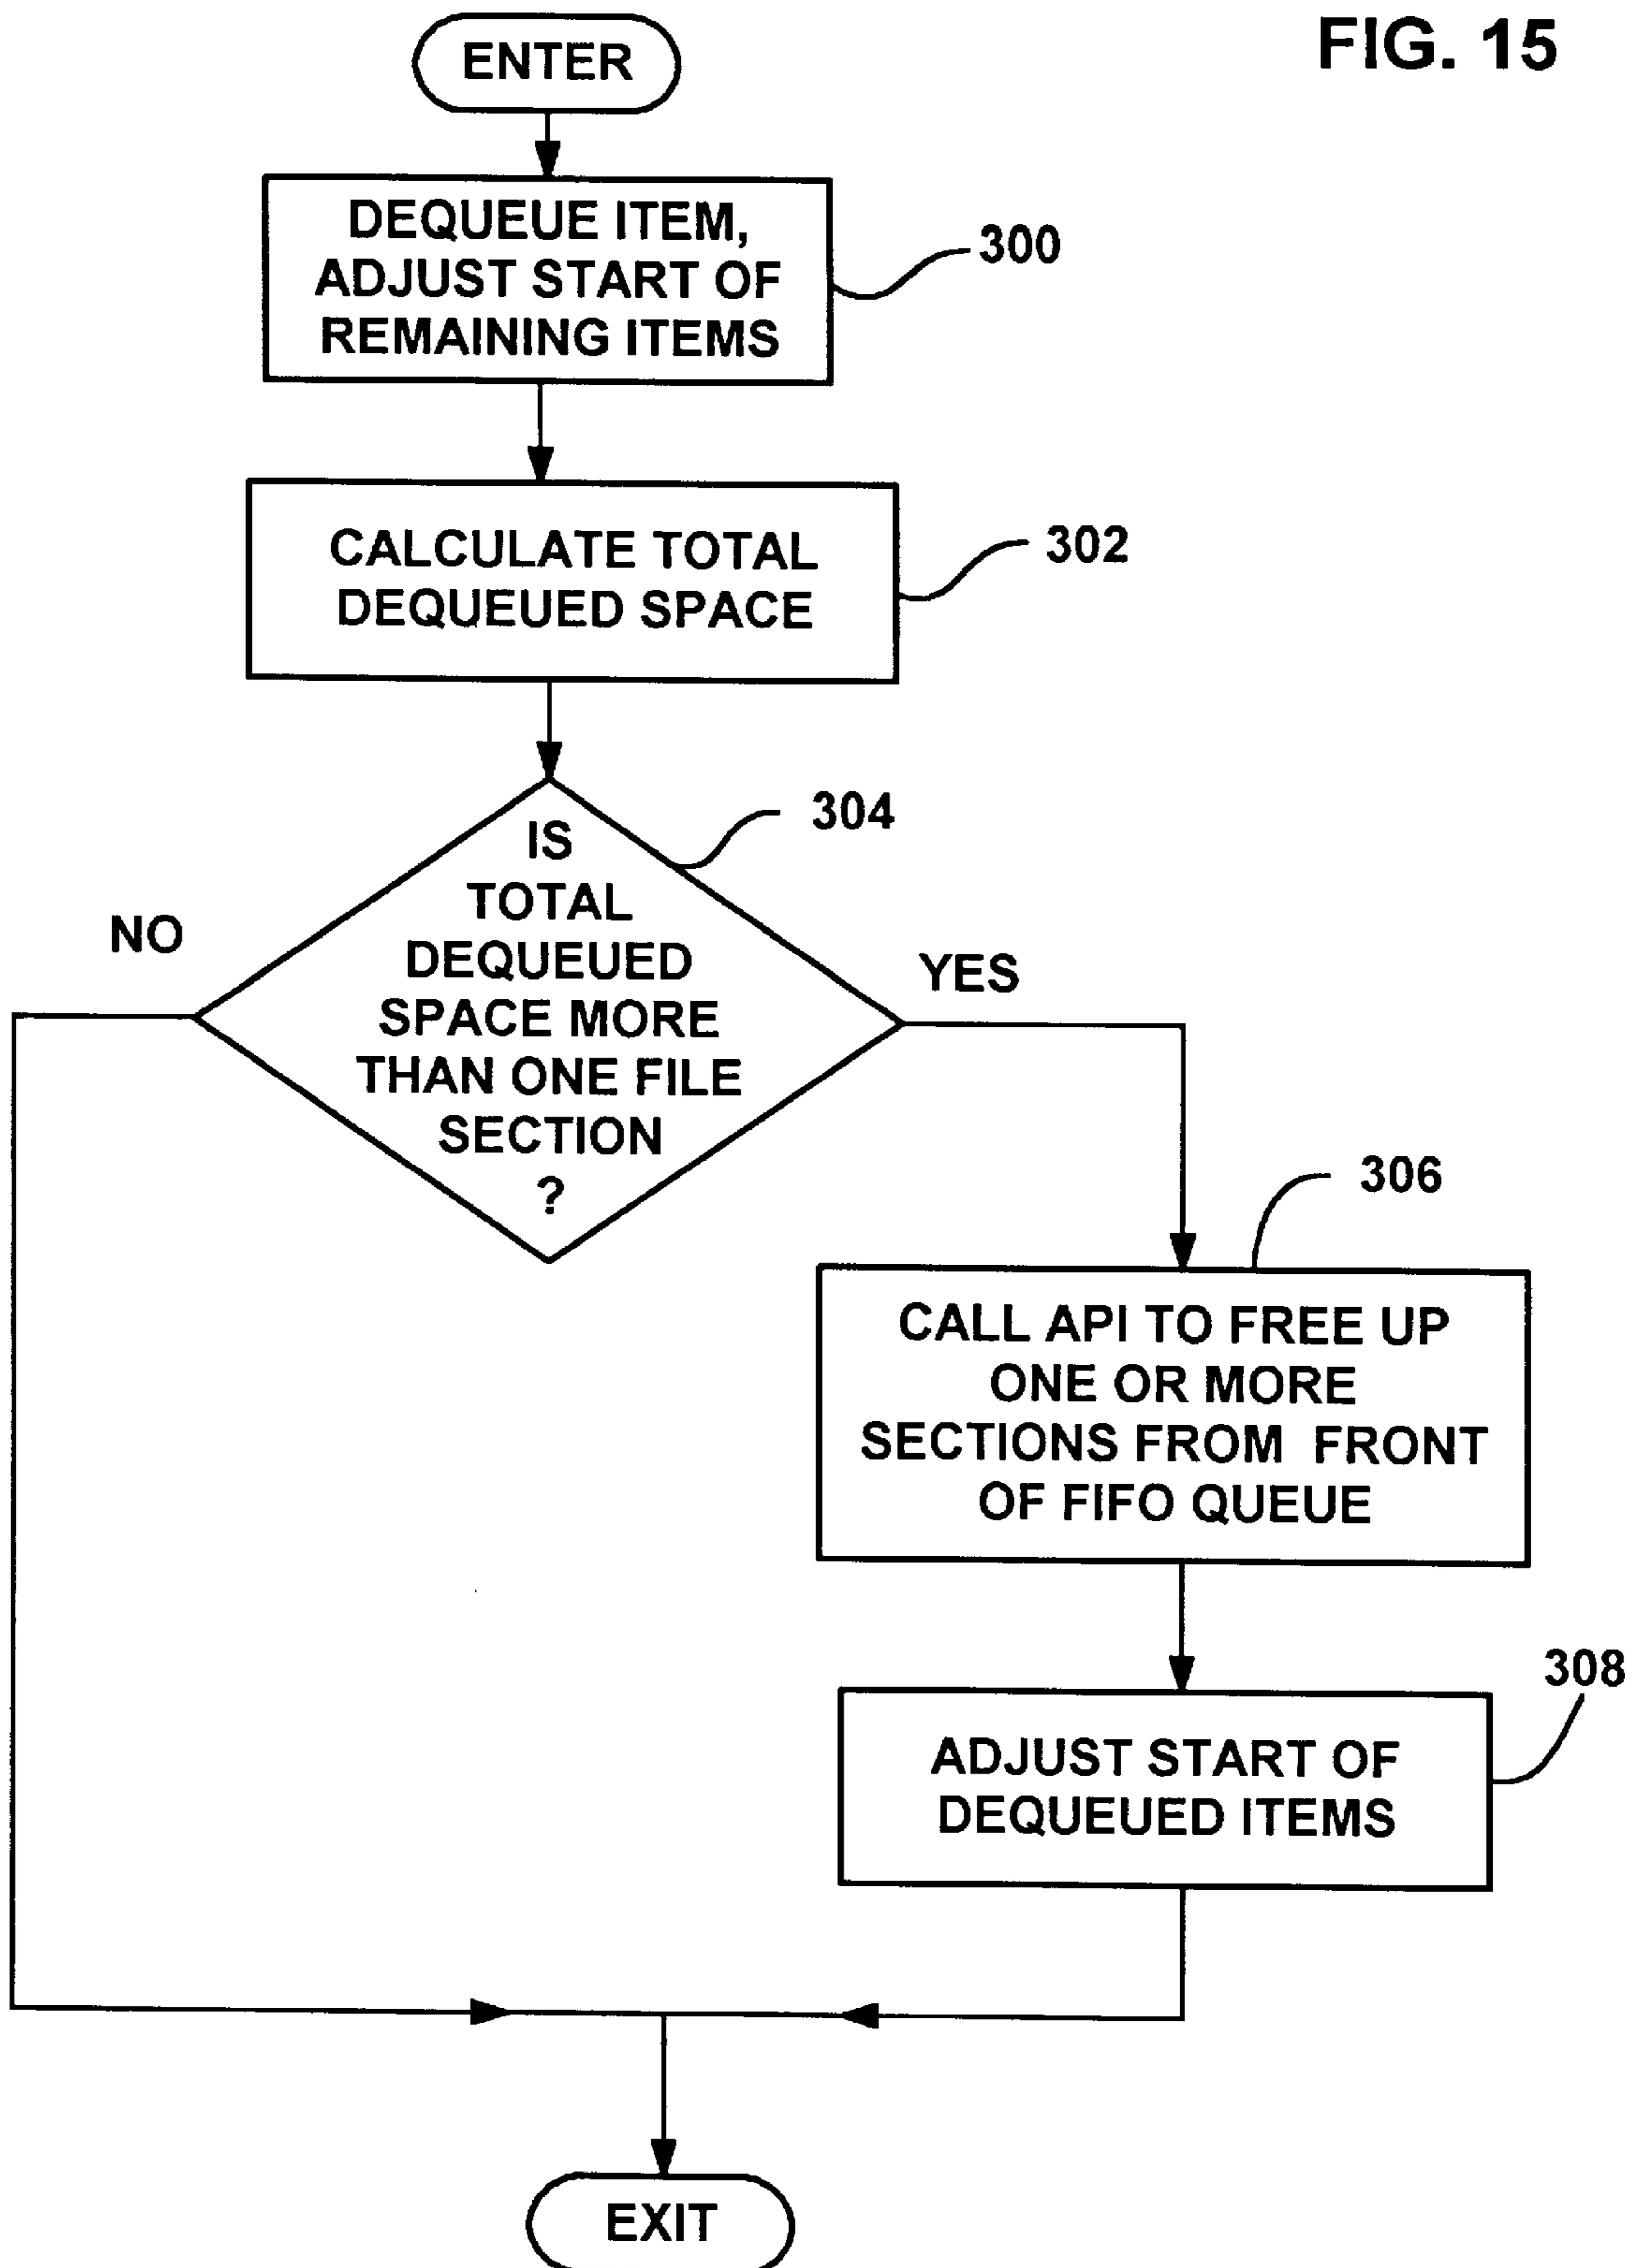 FIG. 15
ENTER
DEQUEUE ITEM,
ADJUST START OF
REMAINING ITEMS
300
CALCULATE TOTAL
DEQUEUED SPACE
302
304
IS
TOTAL
DEQUEUED
SPACE MORE
THAN ONE FILE
SECTION
?
NO
YES
306
CALL API TO FREE UP
ONE OR MORE
SECTIONS FROM FRONT
OF FIFO QUEUE
308
ADJUST START OF
DEQUEUED ITEMS
EXIT